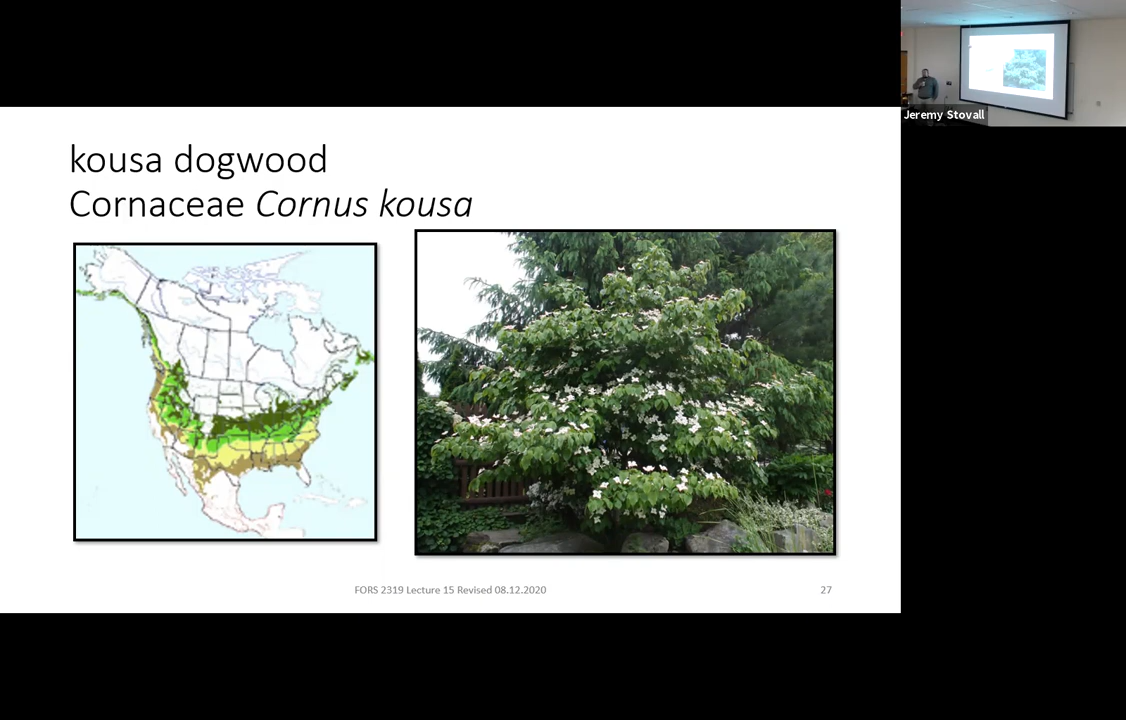 kousa dogwood
Cornaceae Cornus kousa
FORS 2319 Lecture 15 Revised 08.12.2020
27
Jeremy Stovall